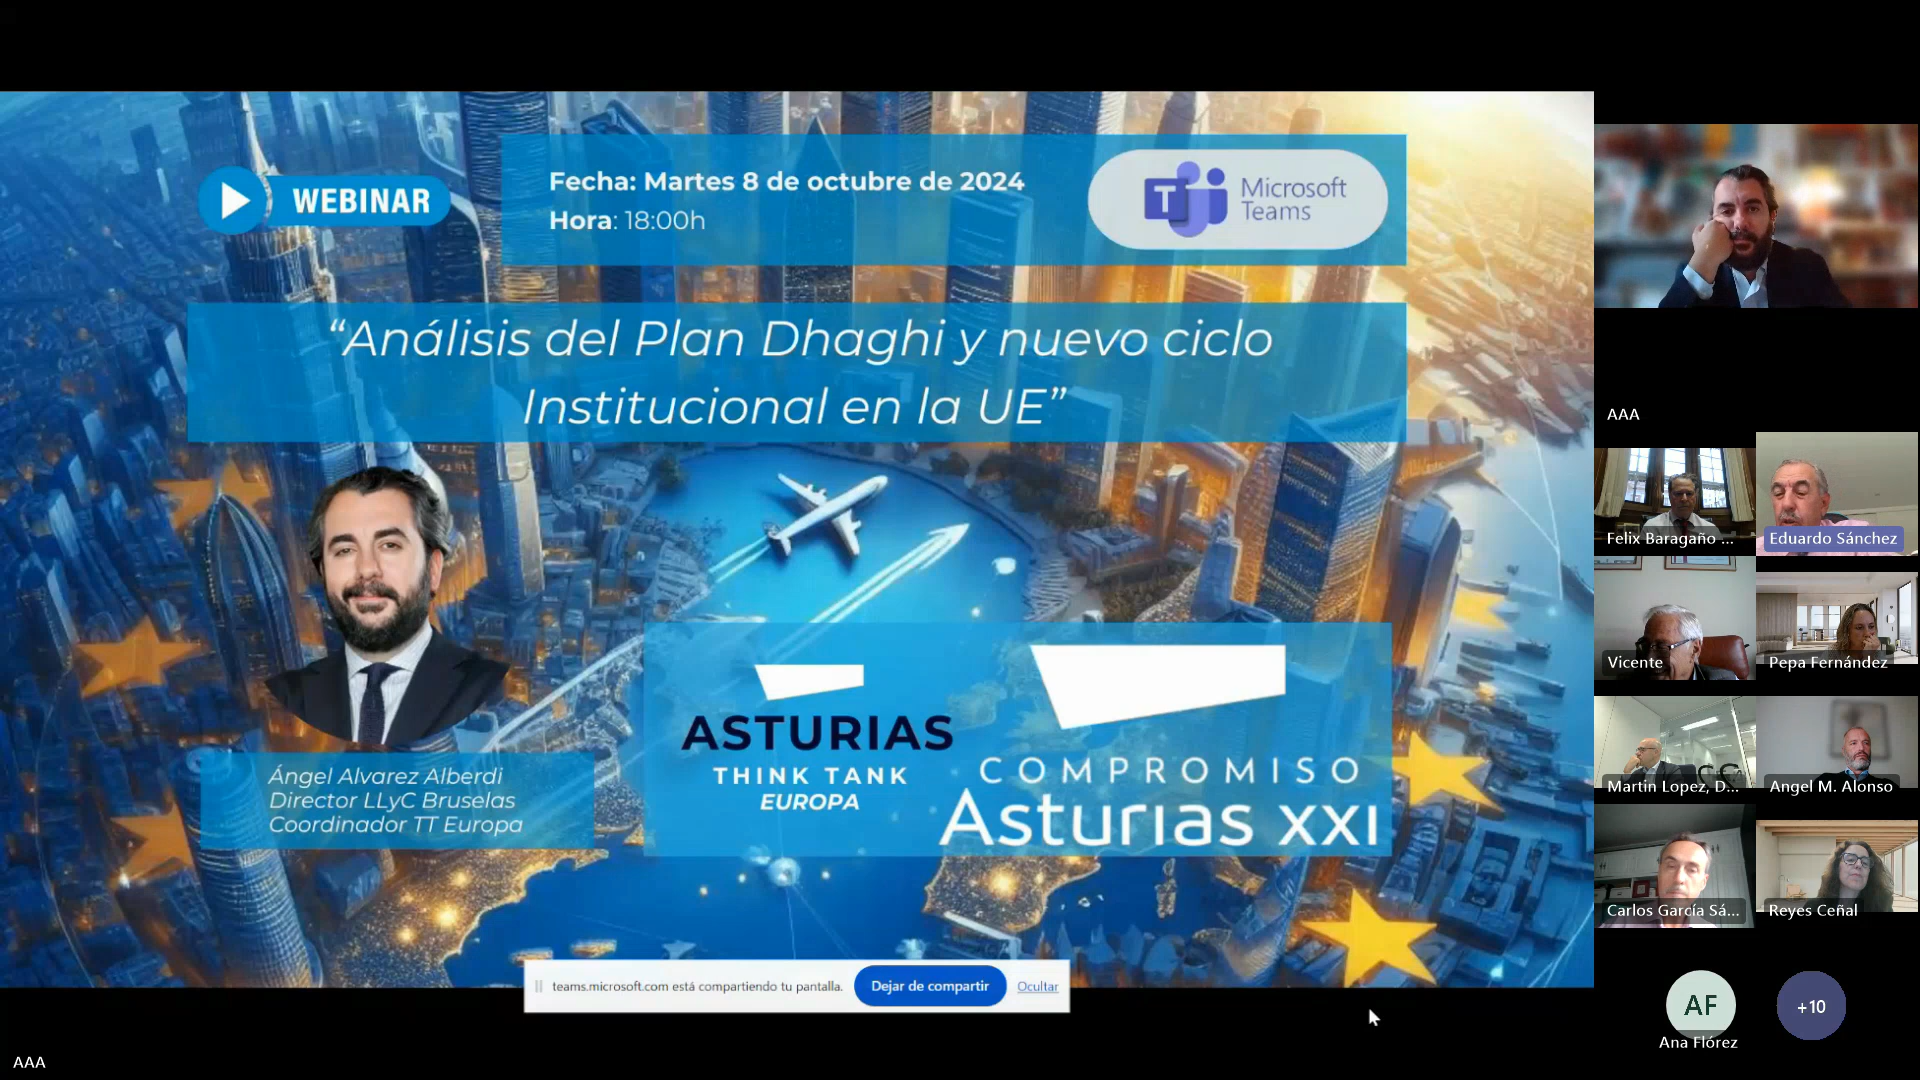 WEBINAR
Fecha: Martes 8 de octubre de 2024
Hora: 18:00h
Microsoft
Teams
“Análisis del Plan Dhaghi y nuevo ciclo
Institucional en la UE”
Ángel Alvarez Alberdi
Director LLyC Bruselas
Coordinador TT Europa
ASTURIAS
THINK TANK
EUROPA
COMPROMISO
Asturias XXI
teams.microsoft.com está compartiendo tu pantalla.
Dejar de compartir
Ocultar
AAA
AAA
Felix Baragaño ...
Eduardo Sánchez
Vicente
Pepa Fernández
Martin Lopez, D...
Angel M. Alonso
Carlos García Sá...
Reyes Ceñal
AF
Ana Flórez
+10